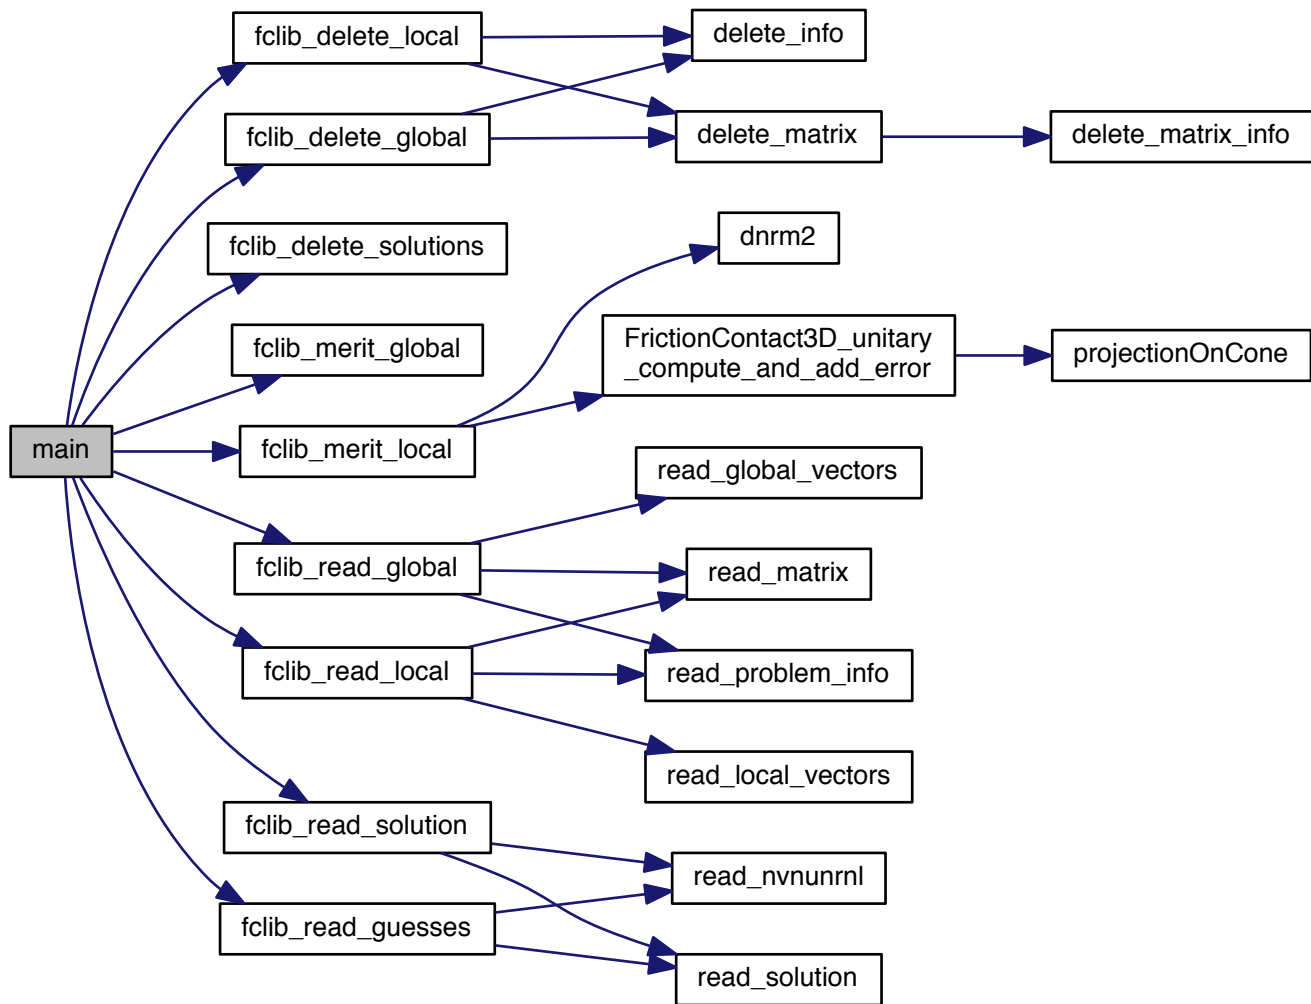 main
fclib_delete_local
fclib_delete_global
fclib_delete_solutions
fclib_merit_global
fclib_merit_local
fclib_read_global
fclib_read_local
fclib_read_solution
fclib_read_guesses
delete_info
delete_matrix
dnrm2
FrictionContact3D_unitary
_compute_and_add_error
read_global_vectors
read_matrix
read_problem_info
read_local_vectors
read_nvnunrnl
read_solution
delete_matrix_info
projectionOnCone